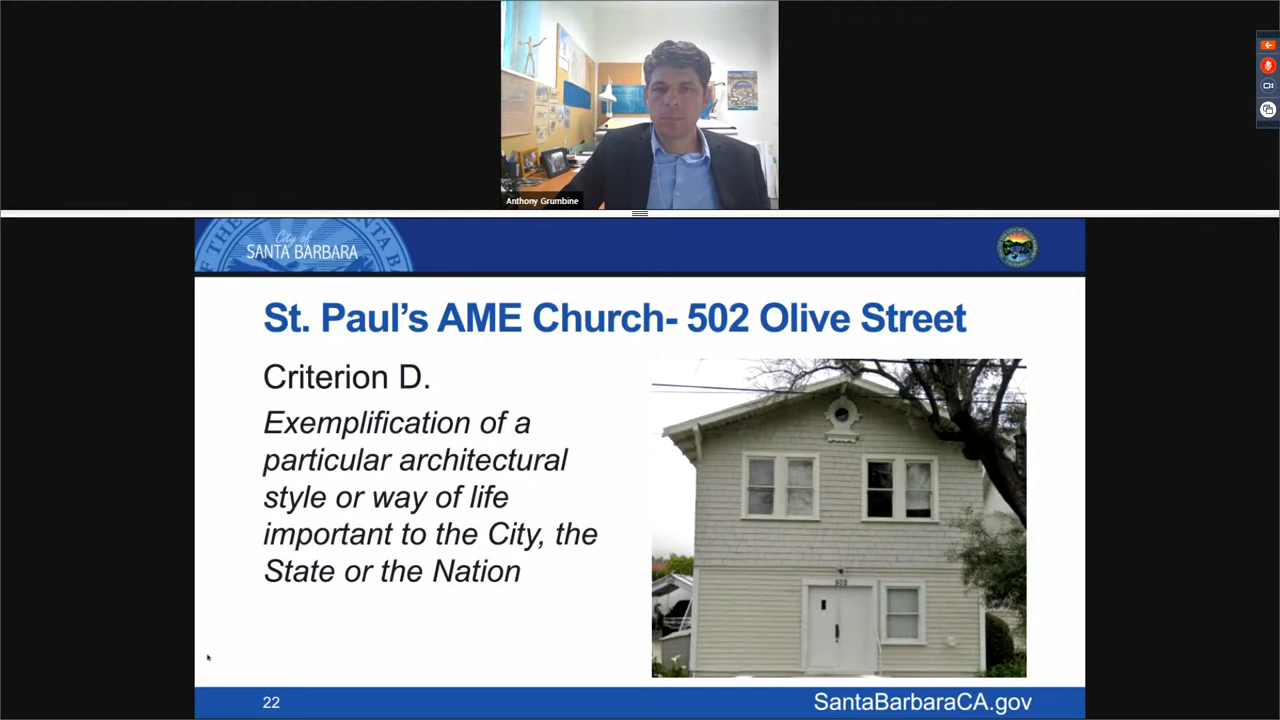 Anthony Grumbine
City of
SANTA BARBARA
St. Paul's AME Church- 502 Olive Street
Criterion D.
Exemplification of a
particular architectural
style or way of life
important to the City, the
State or the Nation
502
22
SantaBarbaraCA.gov